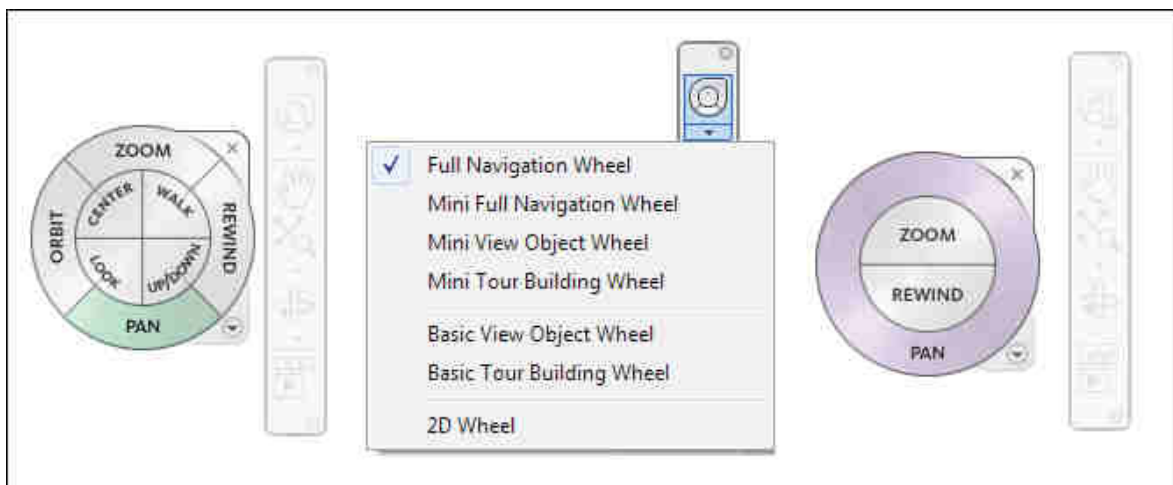 ZOOM
ORBIT
CENTER
WALK
REWIND
LOOK
UP/DOWN
PAN
Full Navigation Wheel
Mini Full Navigation Wheel
Mini View Object Wheel
Mini Tour Building Wheel
Basic View Object Wheel
Basic Tour Building Wheel
2D Wheel
ZOOM
REWIND
PAN